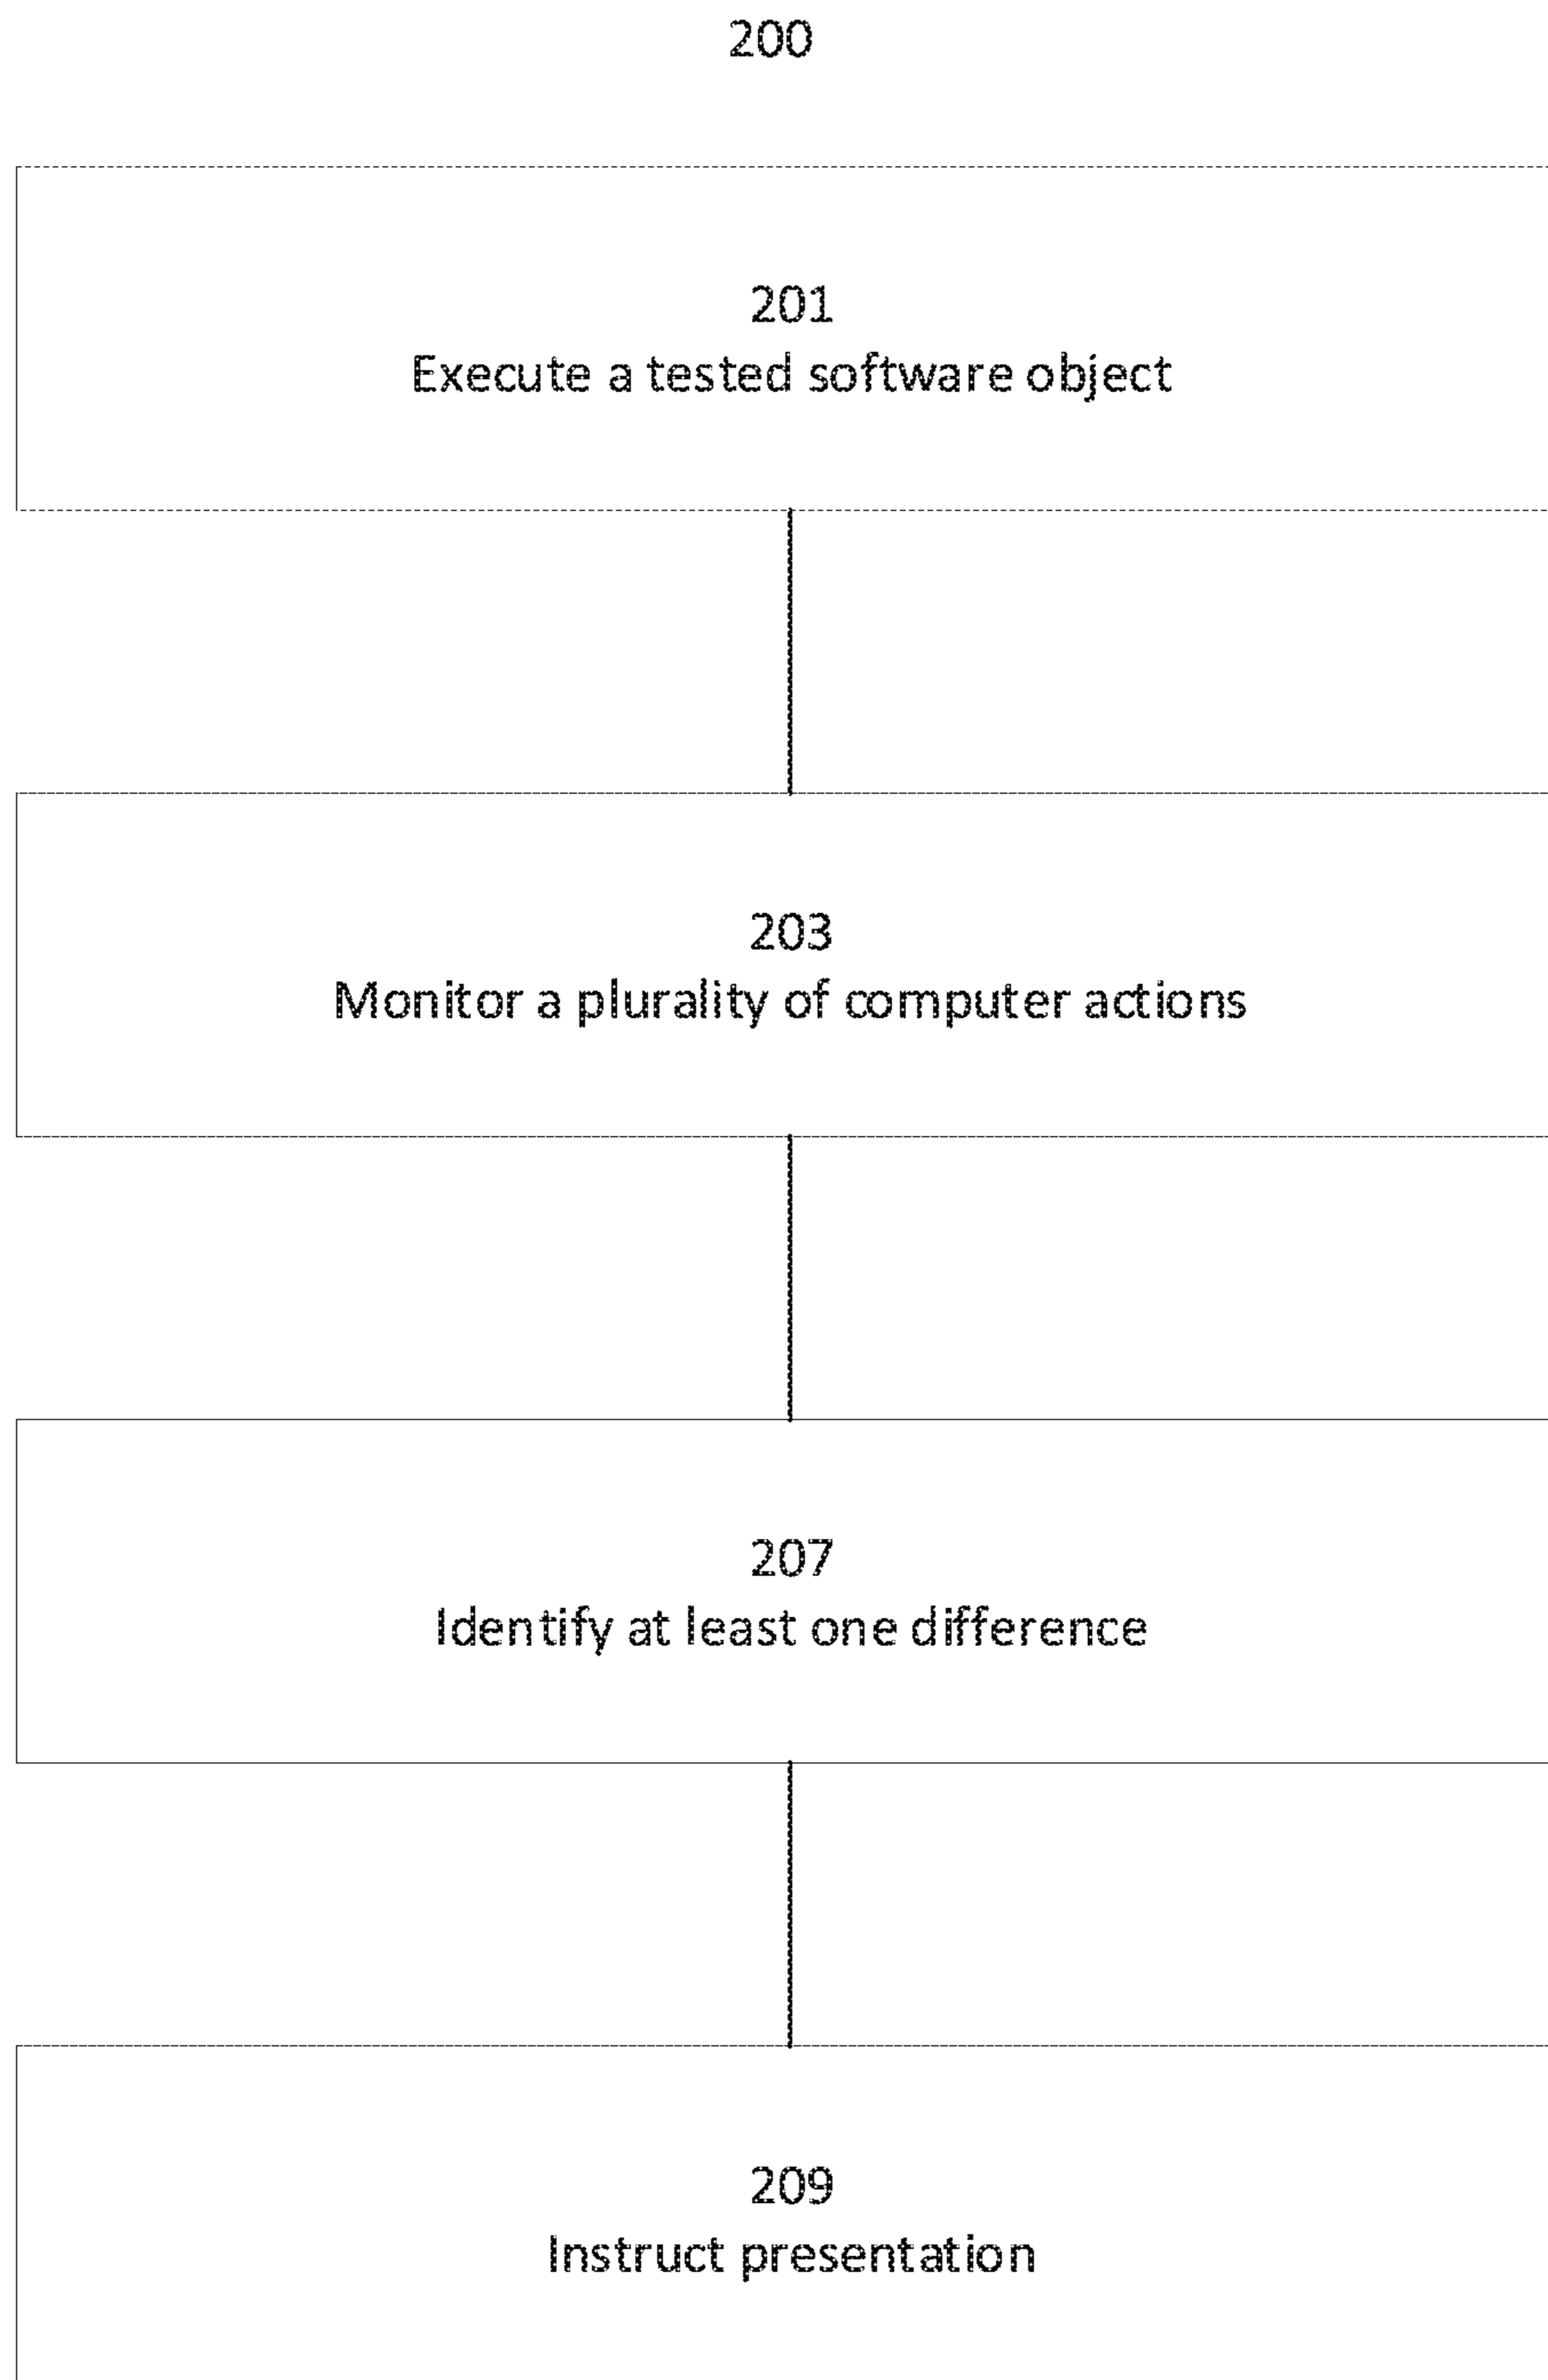 200
201
Execute a tested software object
203
Monitor a plurality of computer actions
207
Identify at least one difference
209
Instruct presentation